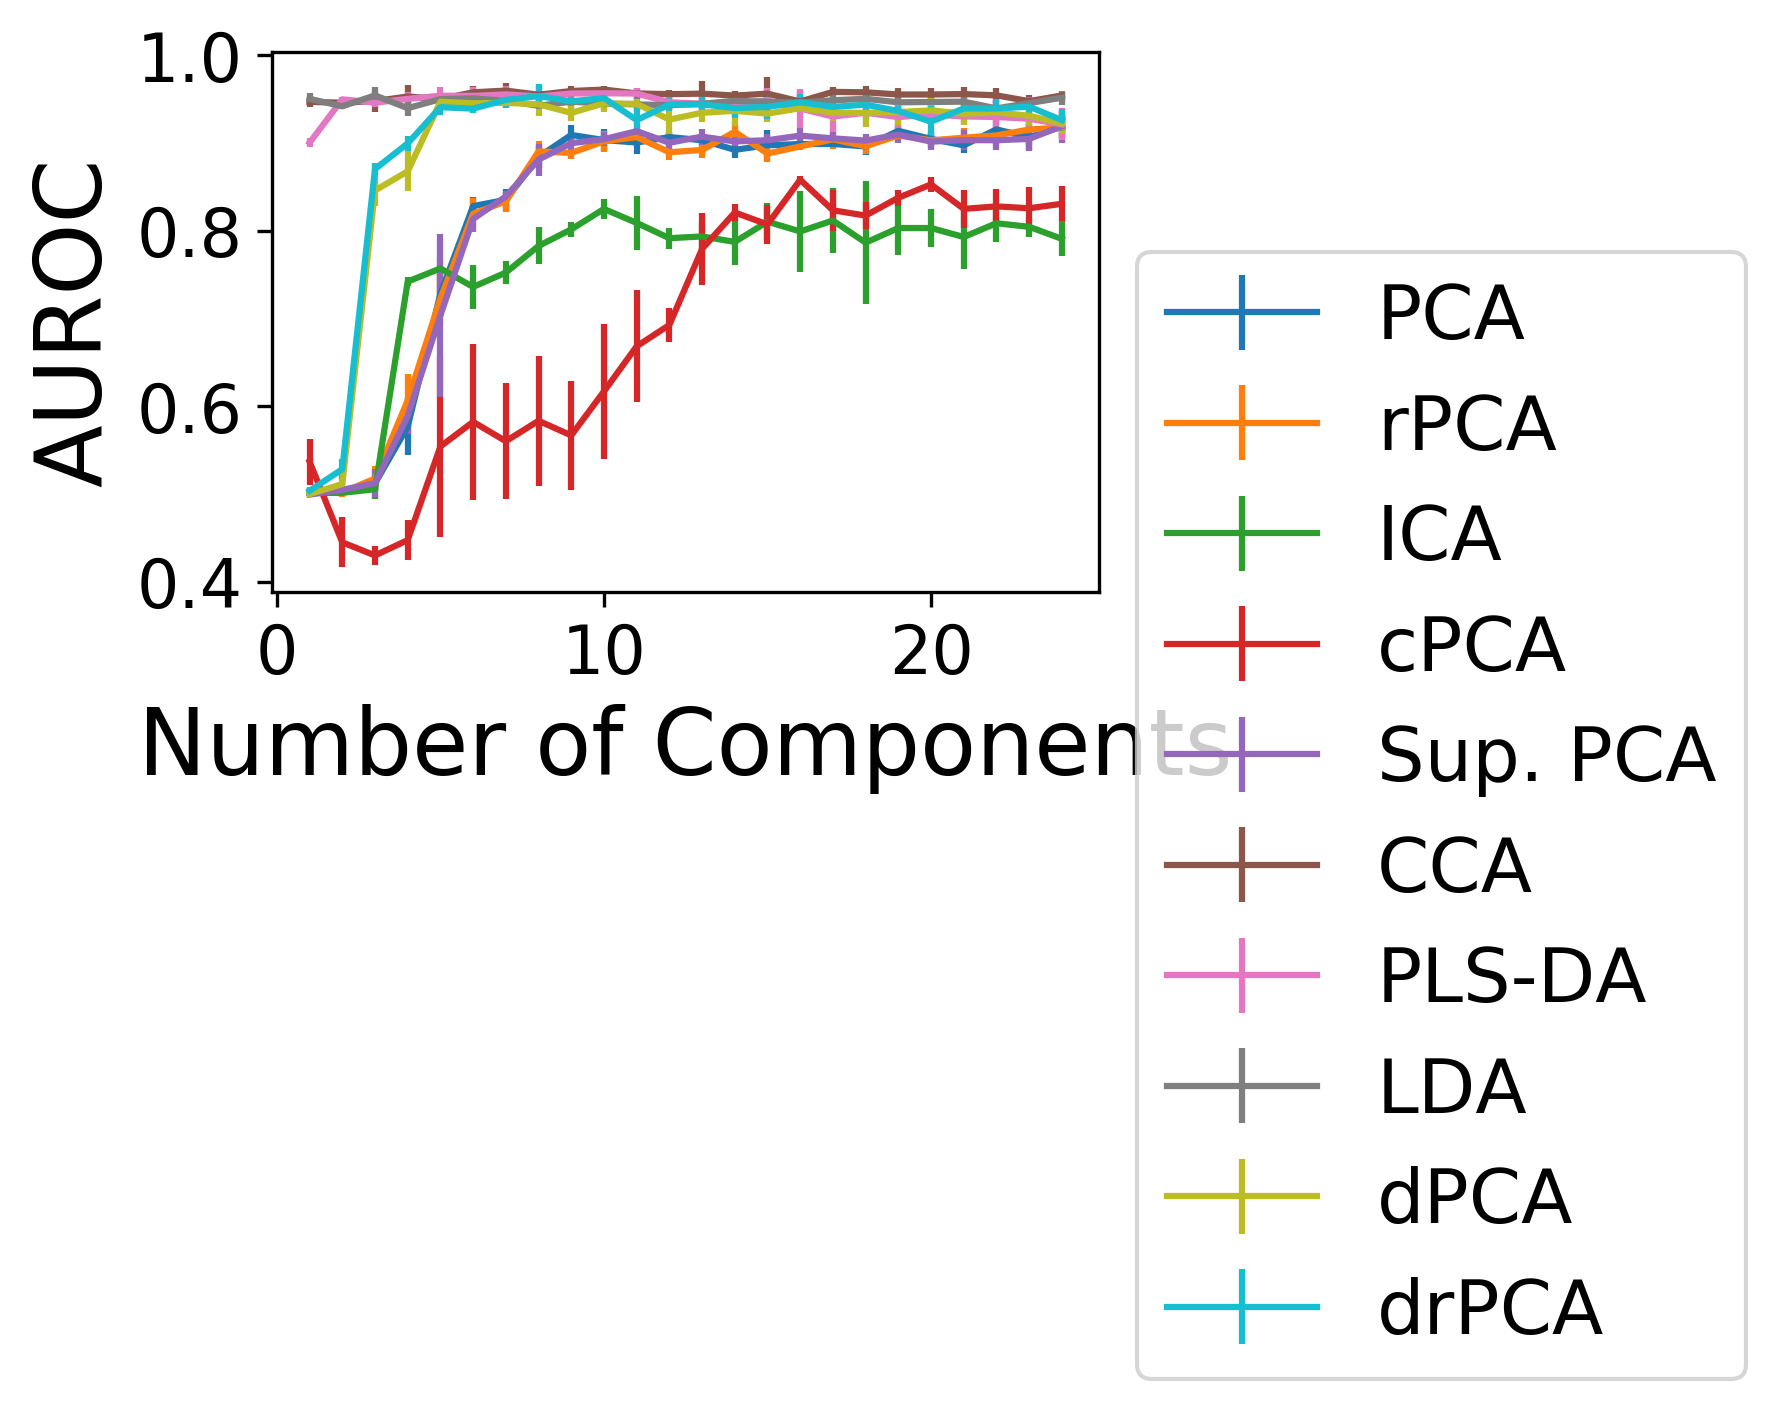 1.0
0.8
0.6
0.4
AUROC
0 10 20
Number of Components
PCA
rPCA
ICA
cPCA
Sup. PCA
CCA
PLS-DA
LDA
dPCA
drPCA